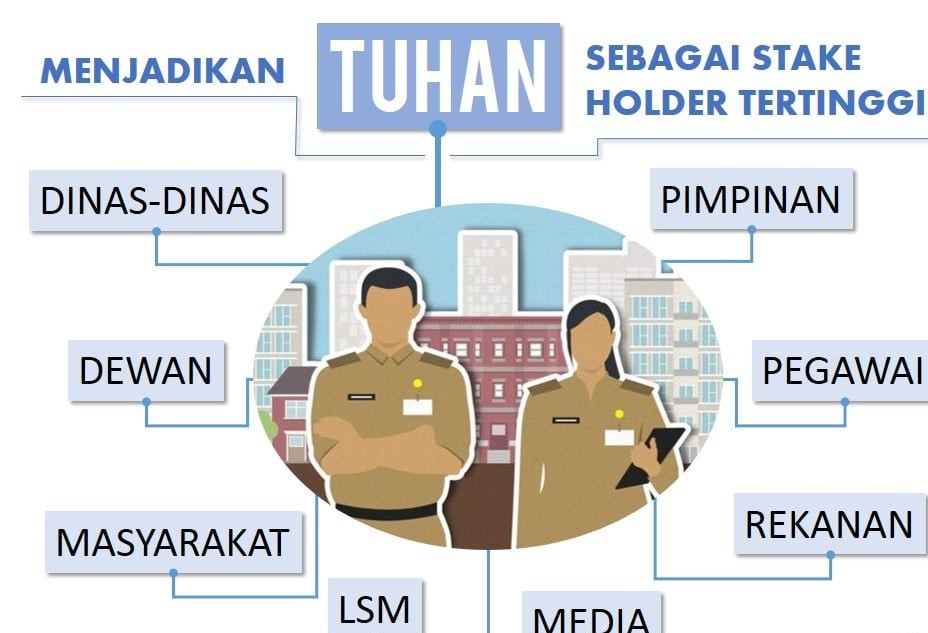 MENJADIKAN
TUHAN
SEBAGAI STAKE
HOLDER TERTINGGI
DINAS-DINAS
PIMPINAN
DEWAN
PEGAWAI
MASYARAKAT
REKANAN
LSM
MEDIA